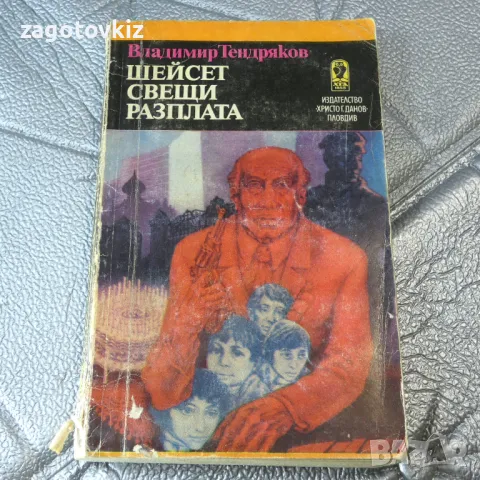 zagotovkiz
Владимир Тендряков
ШЕЙСЕТ
СВЕЩИ
РАЗПЛАТА
ИЗДАТЕЛСТВО
·ХРИСТО Г. ДАНОВ·
ПЛОВДИВ